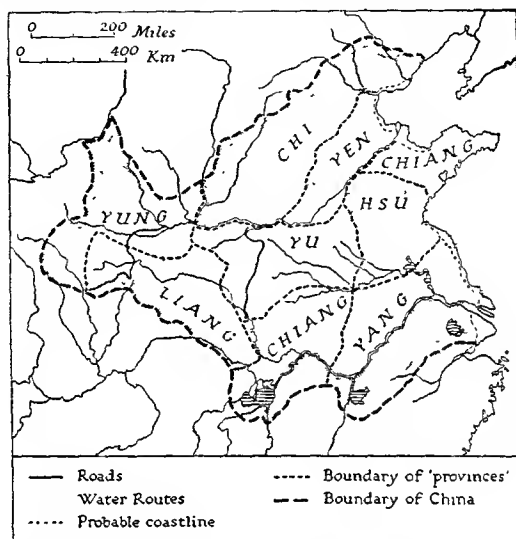 0 200 Miles
0 400 Km
CHI
YEN
CHIANG
HSÜ
YUNG
YU
LIANG
CHIANG
YANG
Roads
Water Routes
Probable coastline
Boundary of 'provinces'
Boundary of China